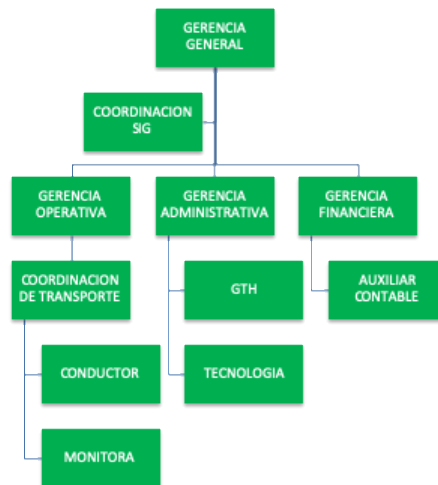 GERENCIA
GENERAL
COORDINACION
SIG
GERENCIA
OPERATIVA
GERENCIA
ADMINISTRATIVA
GERENCIA
FINANCIERA
COORDINACION
DE TRANSPORTE
GTH
AUXILIAR
CONTABLE
CONDUCTOR
TECNOLOGIA
MONITORA